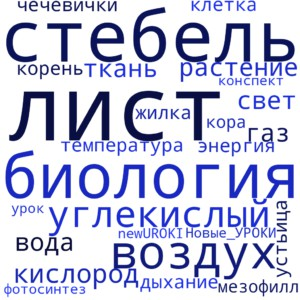 чечевички клетка
стебель
корень ткань растение
конспект
лист свет
жилка
кора газ
температура энергия
биология
урок углекислый
устьица
newUROKI Новые_УРОКИ
вода воздух
кислород дыхание
фотосинтез мезофилл